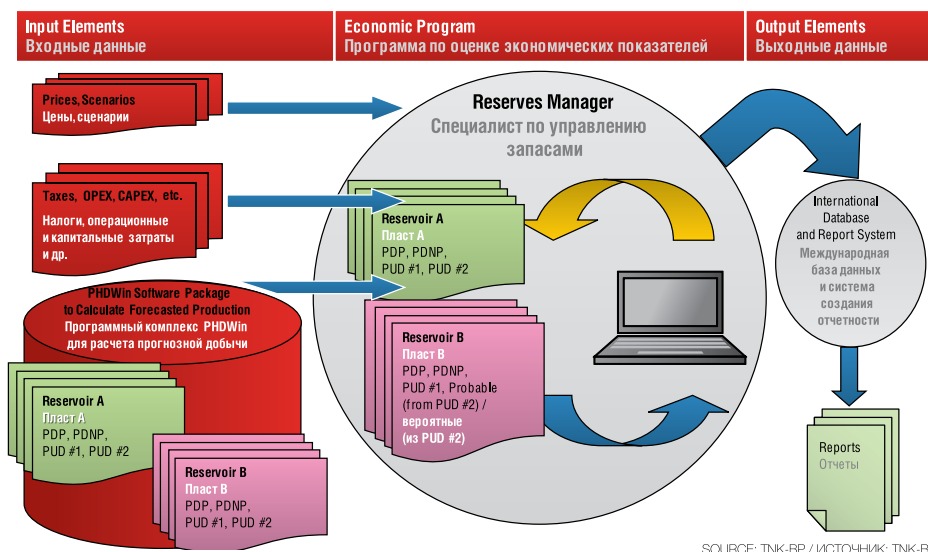 Input Elements
Входные данные
Economic Program
Программа по оценке экономических показателей
Output Elements
Выходные данные
Prices, Scenarios
Цены, сценарии
Taxes, OPEX, CAPEX, etc.
Налоги, операционные
и капитальные затраты
и др.
PHDWin Software Package
to Calculate Forecasted Production
Программный комплекс PHDWin
для расчета прогнозной добычи
Reservoir A
Пласт А
PDP, PDNP,
PUD #1, PUD #2
Reservoir B
Пласт В
PDP, PDNP,
PUD #1, PUD #2
Reserves Manager
Специалист по управлению
запасами
Reservoir A
Пласт А
PDP, PDNP,
PUD #1, PUD #2
Reservoir B
Пласт В
PDP, PDNP,
PUD #1, Probable
(from PUD #2) /
вероятные
(из PUD #2)
International
Database
and Report System
Международная
база данных
и система
создания
отчетности
Reports
Отчеты
SOURCE: TNK-BP / ИСТОЧНИК: TNK-B